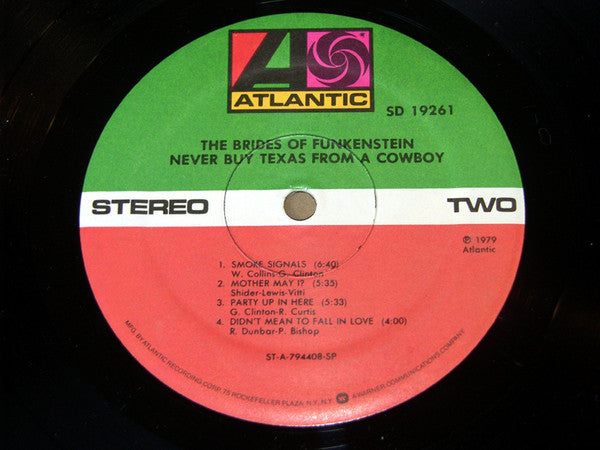 ATLANTIC
SD 19261
THE BRIDES OF FUNKENSTEIN
NEVER BUY TEXAS FROM A COWBOY
STEREO TWO
℗ 1979
Atlantic
1. SMOKE SIGNALS (6:40)
W. Collins-G. Clinton
2. MOTHER MAY I? (5:35)
Shider-Lewis-Vitti
3. PARTY UP IN HERE (5:33)
G. Clinton-R. Curtis
4. DIDN'T MEAN TO FALL IN LOVE (4:00)
R. Dunbar-P. Bishop
ST-A-794408-SP
MFG. BY ATLANTIC RECORDING CORP. 75 ROCKEFELLER PLAZA, N.Y., N.Y. W A WARNER COMMUNICATIONS COMPANY